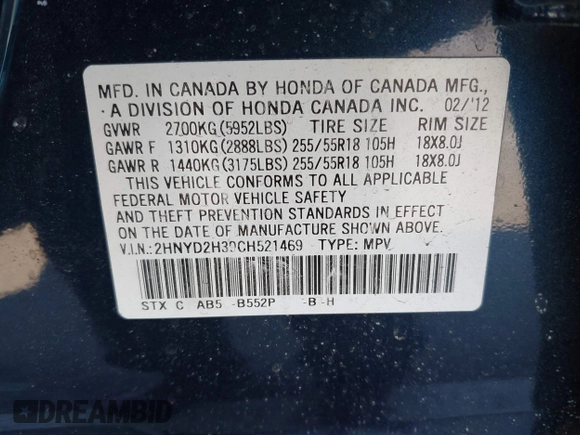 MFD. IN CANADA BY HONDA OF CANADA MFG.,
A DIVISION OF HONDA CANADA INC. 02/'12
GVWR 2700KG(5952LBS) TIRE SIZE RIM SIZE
GAWR F 1310KG(2888LBS) 255/55R18 105H 18X8.0J
GAWR R 1440KG(3175LBS) 255/55R18 105H 18X8.0J
THIS VEHICLE CONFORMS TO ALL APPLICABLE
FEDERAL MOTOR VEHICLE SAFETY
AND THEFT PREVENTION STANDARDS IN EFFECT
ON THE DATE OF MANUFACTURE SHOWN ABOVE.
V.I.N.: TYPE: MPV
STX C AB5 -B552P -B -H
DREAMBID